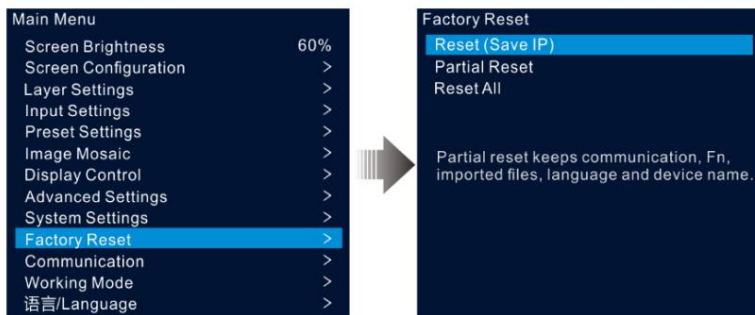 Main Menu
Screen Brightness 60%
Screen Configuration >
Layer Settings >
Input Settings >
Preset Settings >
Image Mosaic >
Display Control >
Advanced Settings >
System Settings >
Factory Reset >
Communication >
Working Mode >
语言/Language >
Factory Reset
Reset (Save IP)
Partial Reset
Reset All
Partial reset keeps communication, Fn,
imported files, language and device name.